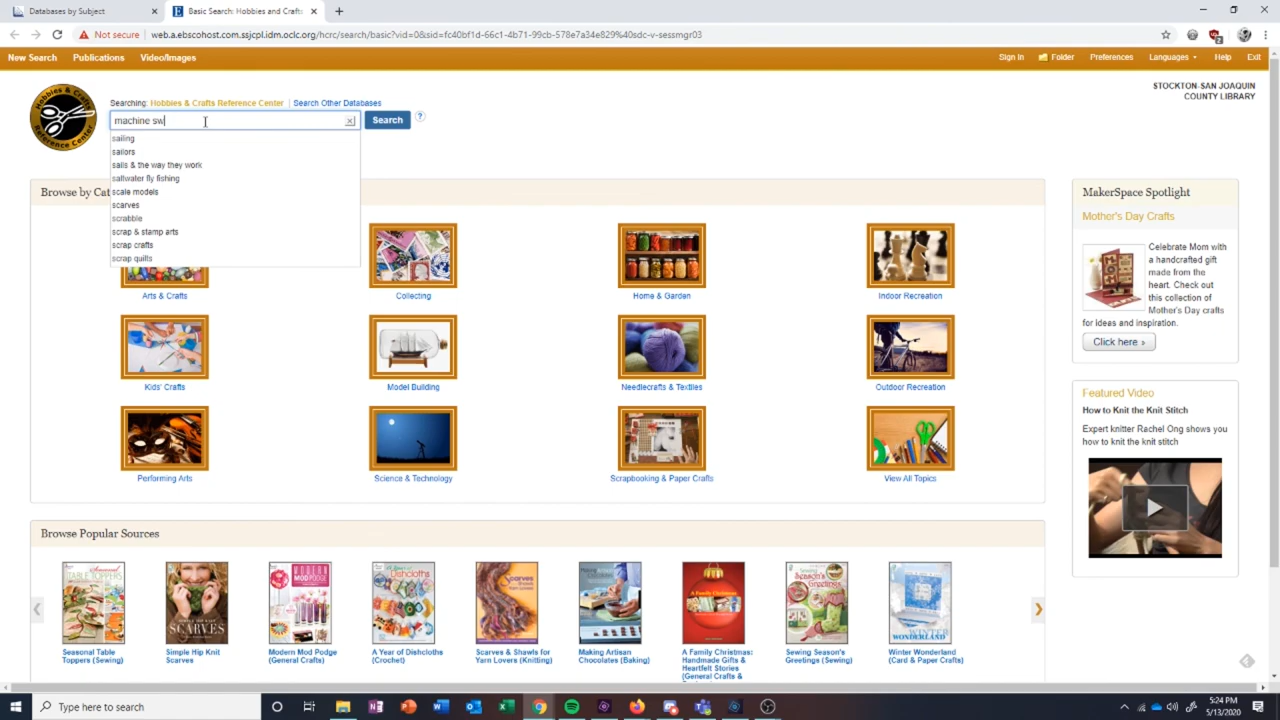 Databases by Subject
Basic Search: Hobbies and Craft
Not secure
web.a.ebscohost.com.ssjcpl.idm.oclc.org/hcrc/search/basic?vid=0&sid=fc40bf1d-66c1-4b71-99cb-578e7a34e829%40sdc-v-sessmgr03
New Search
Publications
Video/Images
Sign In
Folder
Preferences
Languages
Help
Exit
Hobbies & Crafts
Reference Center
Searching: Hobbies & Crafts Reference Center | Search Other Databases
machine sw
Search
STOCKTON-SAN JOAQUIN
COUNTY LIBRARY
sailing
sailors
sails & the way they work
saltwater fly fishing
scale models
scarves
scrabble
scrap & stamp arts
scrap crafts
scrap quilts
Browse by Cat
Arts & Crafts
Collecting
Home & Garden
Indoor Recreation
Kids' Crafts
Model Building
Needlecrafts & Textiles
Outdoor Recreation
Performing Arts
Science & Technology
Scrapbooking & Paper Crafts
View All Topics
MakerSpace Spotlight
Mother's Day Crafts
Celebrate Mom with
a handcrafted gift
made from the
heart. Check out
this collection of
Mother's Day crafts
for ideas and inspiration.
Click here »
Featured Video
How to Knit the Knit Stitch
Expert knitter Rachel Ong shows you
how to knit the knit stitch
Browse Popular Sources
Seasonal Table
Toppers (Sewing)
Simple Hip Knit
Scarves
Modern Mod Podge
(General Crafts)
A Year of Dishcloths
(Crochet)
Scarves & Shawls for
Yarn Lovers (Knitting)
Making Artisan
Chocolates (Baking)
A Family Christmas:
Handmade Gifts &
Heartfelt Stories
(General Crafts &
Sewing Season's
Greetings (Sewing)
Winter Wonderland
(Card & Paper Crafts)
Type here to search
5:24 PM
5/13/2020